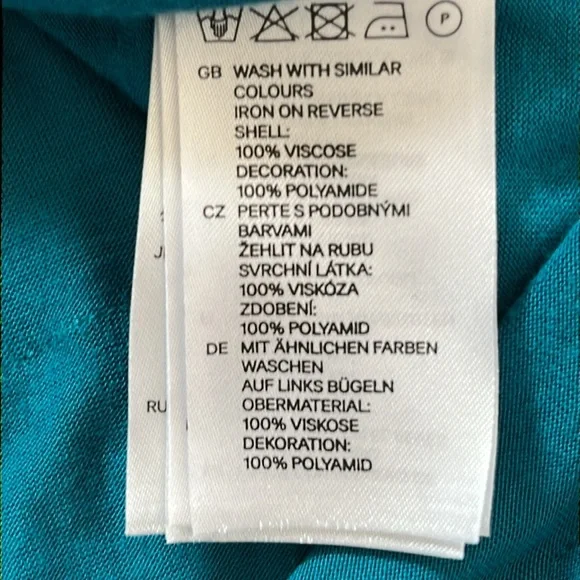 P
GB WASH WITH SIMILAR
COLOURS
IRON ON REVERSE
SHELL:
100% VISCOSE
DECORATION:
100% POLYAMIDE
CZ PERTE S PODOBNÝMI
BARVAMI
ŽEHLIT NA RUBU
SVRCHNÍ LÁTKA:
100% VISKÓZA
ZDOBENÍ:
100% POLYAMID
DE MIT ÄHNLICHEN FARBEN
WASCHEN
AUF LINKS BÜGELN
OBERMATERIAL:
100% VISKOSE
DEKORATION:
100% POLYAMID
RU